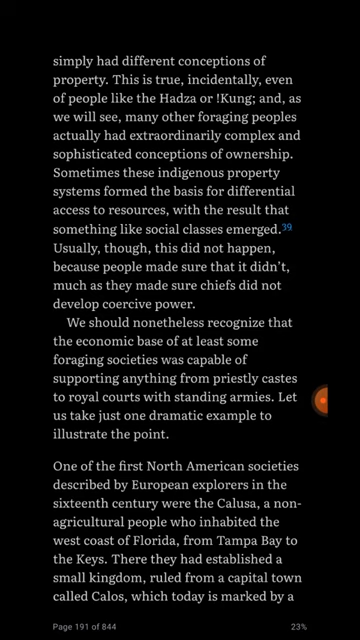 simply had different conceptions of
property. This is true, incidentally, even
of people like the Hadza or !Kung; and, as
we will see, many other foraging peoples
actually had extraordinarily complex and
sophisticated conceptions of ownership.
Sometimes these indigenous property
systems formed the basis for differential
access to resources, with the result that
something like social classes emerged.39
Usually, though, this did not happen,
because people made sure that it didn't,
much as they made sure chiefs did not
develop coercive power.
We should nonetheless recognize that
the economic base of at least some
foraging societies was capable of
supporting anything from priestly castes
to royal courts with standing armies. Let
us take just one dramatic example to
illustrate the point.
One of the first North American societies
described by European explorers in the
sixteenth century were the Calusa, a non-
agricultural people who inhabited the
west coast of Florida, from Tampa Bay to
the Keys. There they had established a
small kingdom, ruled from a capital town
called Calos, which today is marked by a
Page 191 of 844 23%